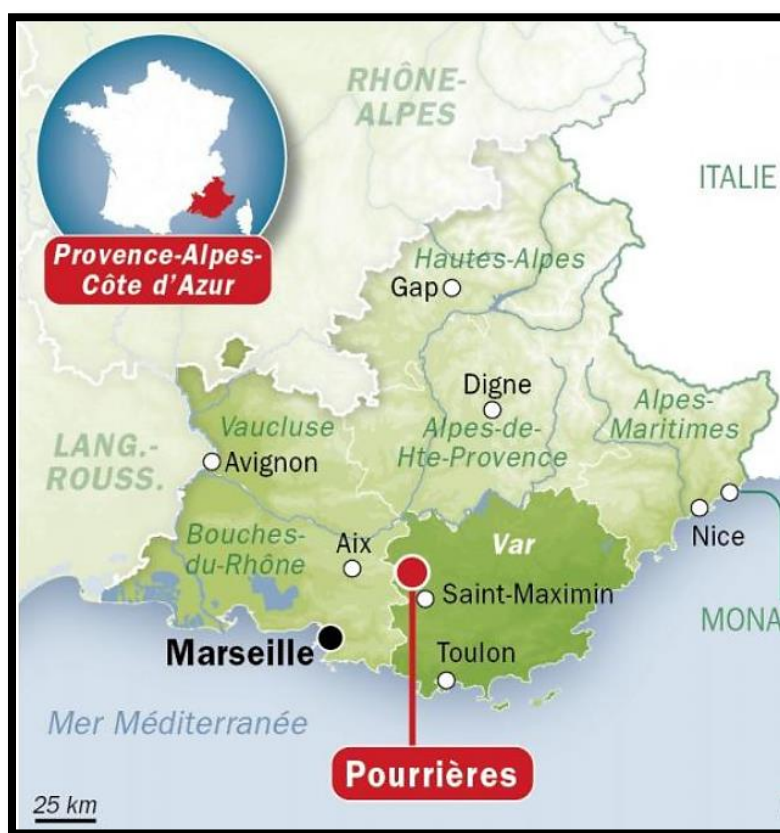 RHÔNE-
ALPES
ITALIE
Provence-Alpes-
Côte d'Azur
Hautes-Alpes
Gap
Digne
Alpes-
Maritimes
Vaucluse
Alpes-de-
Hte-Provence
LANG.-
ROUSS.
Avignon
Nice
Bouches-
du-Rhône
Aix
Var
Saint-Maximin
MONA
Marseille
Toulon
Mer Méditerranée
Pourrières
25 km